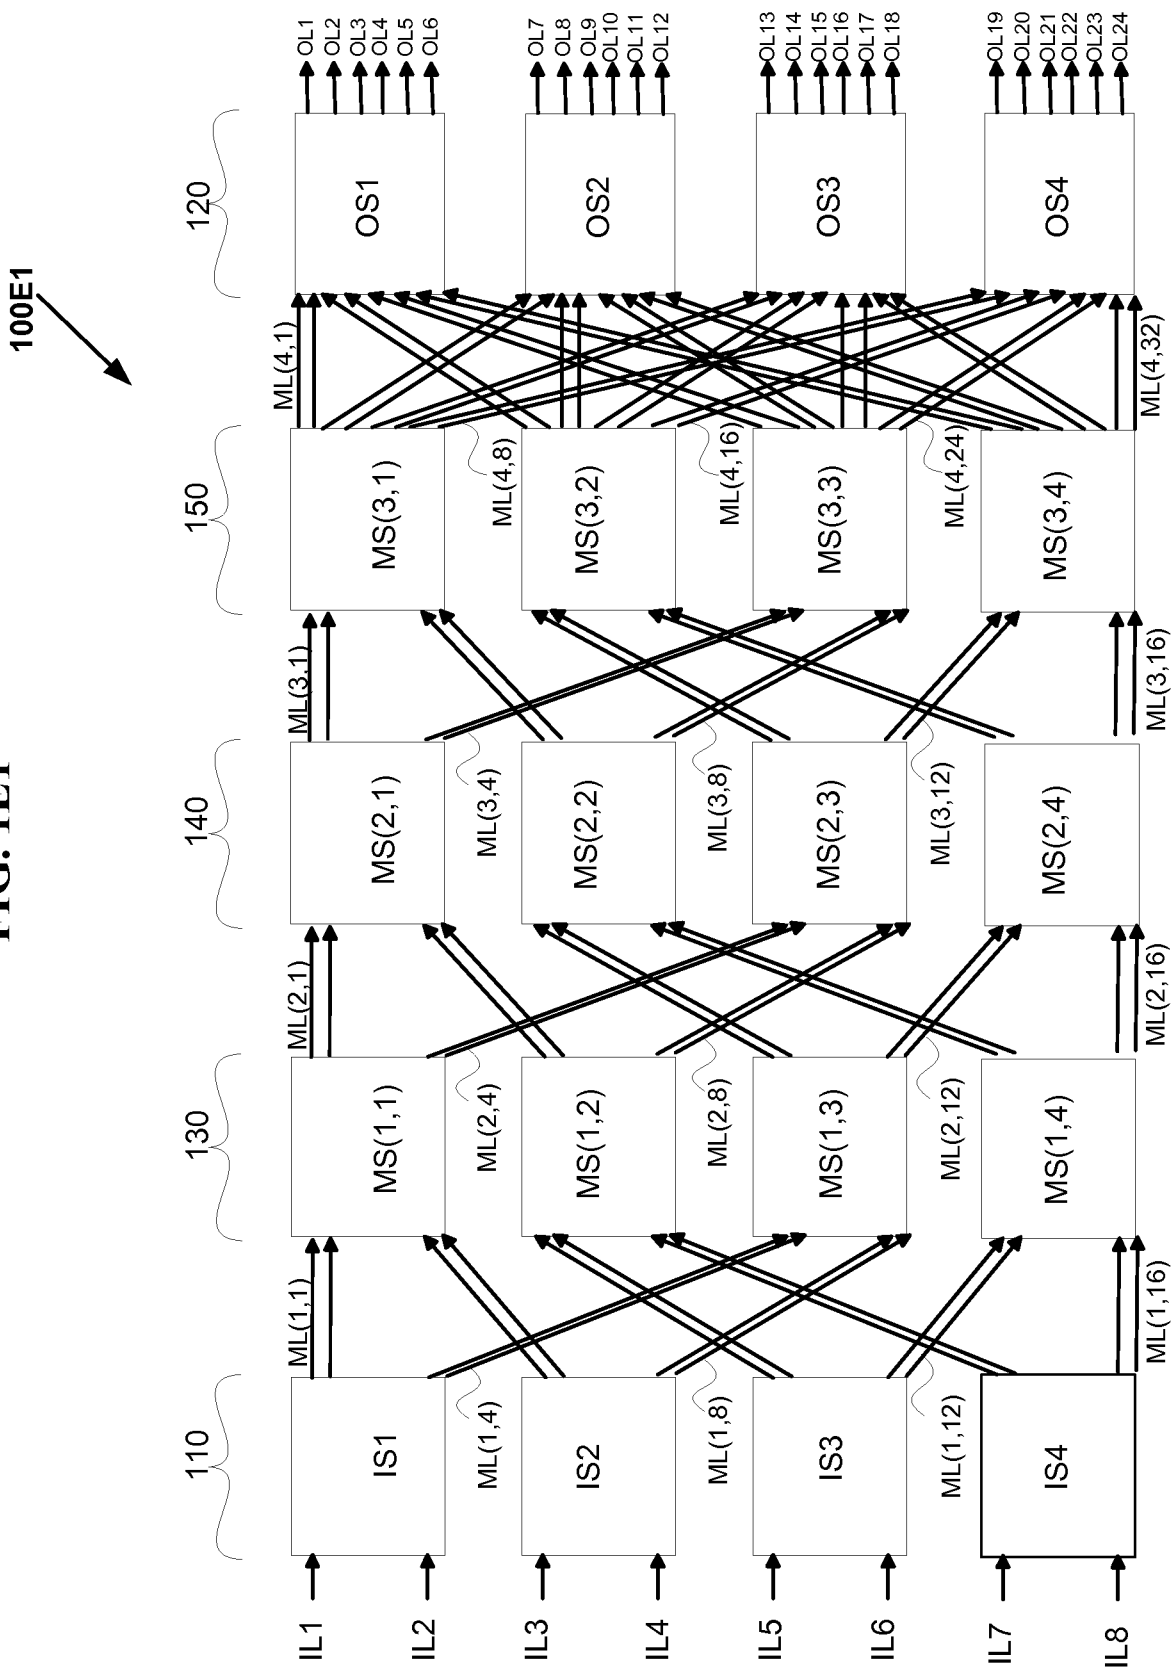 100E1
FIG. 1E1
110
130
140
150
120
IL1
IL2
IL3
IL4
IL5
IL6
IL7
IL8
IS1
IS2
IS3
IS4
ML(1,1)
ML(1,4)
ML(1,8)
ML(1,12)
ML(1,16)
MS(1,1)
MS(1,2)
MS(1,3)
MS(1,4)
ML(2,1)
ML(2,4)
ML(2,8)
ML(2,12)
ML(2,16)
MS(2,1)
MS(2,2)
MS(2,3)
MS(2,4)
ML(3,1)
ML(3,4)
ML(3,8)
ML(3,12)
ML(3,16)
MS(3,1)
MS(3,2)
MS(3,3)
MS(3,4)
ML(4,1)
ML(4,8)
ML(4,16)
ML(4,24)
ML(4,32)
OS1
OS2
OS3
OS4
OL1
OL2
OL3
OL4
OL5
OL6
OL7
OL8
OL9
OL10
OL11
OL12
OL13
OL14
OL15
OL16
OL17
OL18
OL19
OL20
OL21
OL22
OL23
OL24